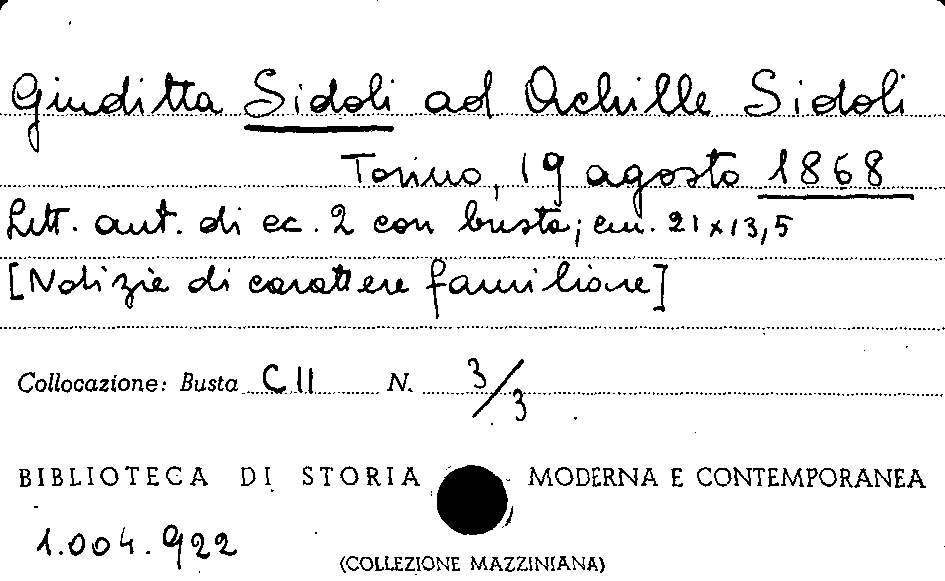 Giuditta Sidoli ad Achille Sidoli
Torino, 19 agosto 1868
Lett. aut. di cc. 2 con busta; cm. 21x13,5
[Notizie di carattere familiare]
Collocazione: Busta CII N. 3/3
BIBLIOTECA DI STORIA MODERNA E CONTEMPORANEA
1.004.922
(COLLEZIONE MAZZINIANA)